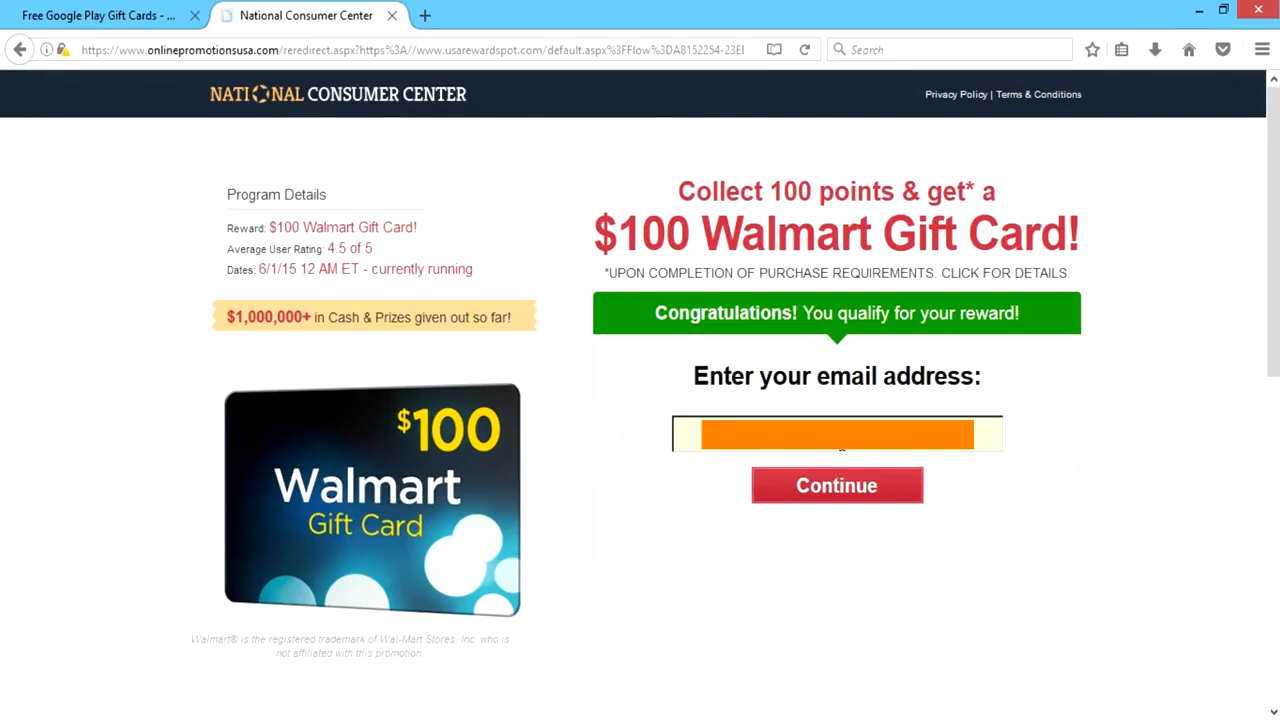 Free Google Play Gift Cards - ...
National Consumer Center
https://www.onlinepromotionsusa.com/reredirect.aspx?https%3A//www.usarewardspot.com/default.aspx%3FFlow%3DA8152254-23EI
Search
NATIONAL CONSUMER CENTER
Privacy Policy | Terms & Conditions
Program Details
Reward: $100 Walmart Gift Card!
Average User Rating: 4.5 of 5
Dates: 6/1/15 12 AM ET - currently running
$1,000,000+ in Cash & Prizes given out so far!
$100
Walmart
Gift Card
Walmart® is the registered trademark of Wal-Mart Stores, Inc. who is
not affiliated with this promotion
Collect 100 points & get* a
$100 Walmart Gift Card!
*UPON COMPLETION OF PURCHASE REQUIREMENTS. CLICK FOR DETAILS.
Congratulations! You qualify for your reward!
Enter your email address:
Continue